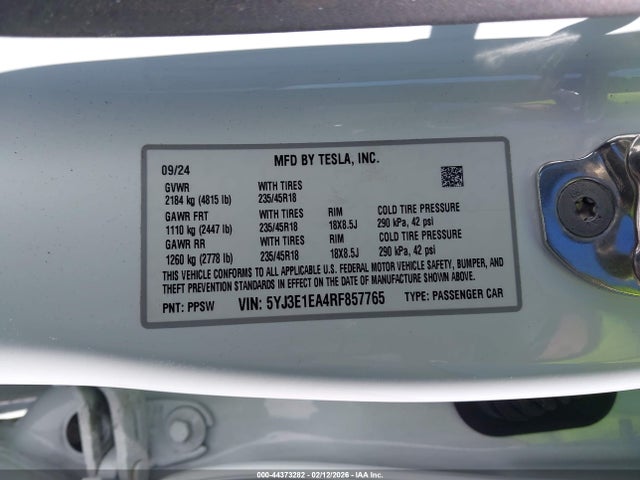 09/24 MFD BY TESLA, INC.
GVWR WITH TIRES
2184 kg (4815 lb) 235/45R18
GAWR FRT WITH TIRES RIM COLD TIRE PRESSURE
1110 kg (2447 lb) 235/45R18 18X8.5J 290 kPa, 42 psi
GAWR RR WITH TIRES RIM COLD TIRE PRESSURE
1260 kg (2778 lb) 235/45R18 18X8.5J 290 kPa, 42 psi
THIS VEHICLE CONFORMS TO ALL APPLICABLE U.S. FEDERAL MOTOR VEHICLE SAFETY, BUMPER, AND
THEFT PREVENTION STANDARDS IN EFFECT ON THE DATE OF MANUFACTURE SHOWN ABOVE.
PNT: PPSW VIN: 5YJ3E1EA4RF857765 TYPE: PASSENGER CAR
000-44373282 - 02/12/2026 - IAA Inc.